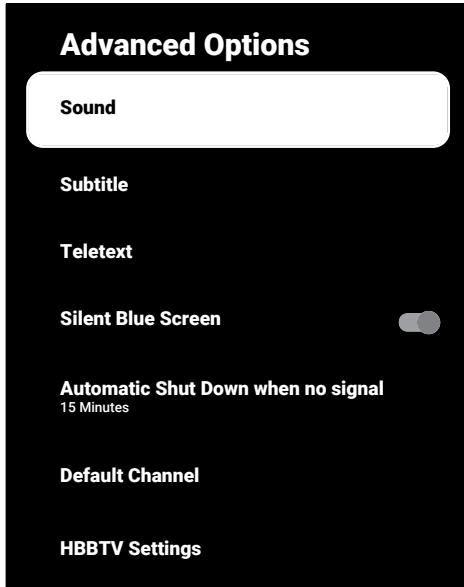 Advanced Options
Sound
Subtitle
Teletext
Silent Blue Screen
Automatic Shut Down when no signal
15 Minutes
Default Channel
HBBTV Settings